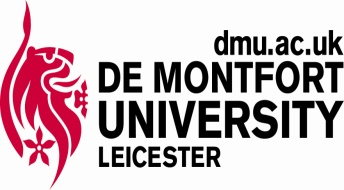 dmu.ac.uk
DE MONTFORT
UNIVERSITY
LEICESTER